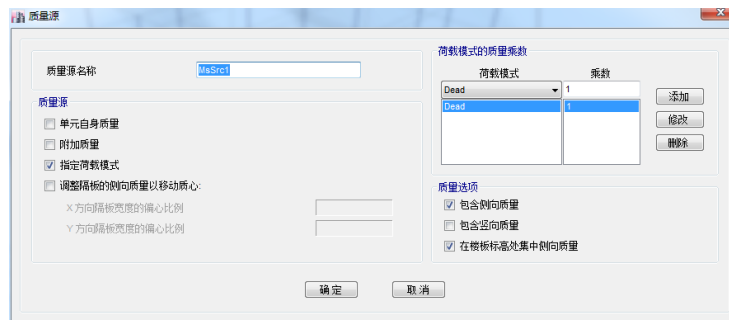 质量源
质量源名称
MsSrc1
质量源
单元自身质量
附加质量
指定荷载模式
调整隔板的侧向质量以移动质心:
X 方向隔板宽度的偏心比例
Y 方向隔板宽度的偏心比例
荷载模式的质量乘数
荷载模式 乘数
Dead 1
Dead 1
添加
修改
删除
质量选项
包含侧向质量
包含竖向质量
在楼板标高处集中侧向质量
确定 取消